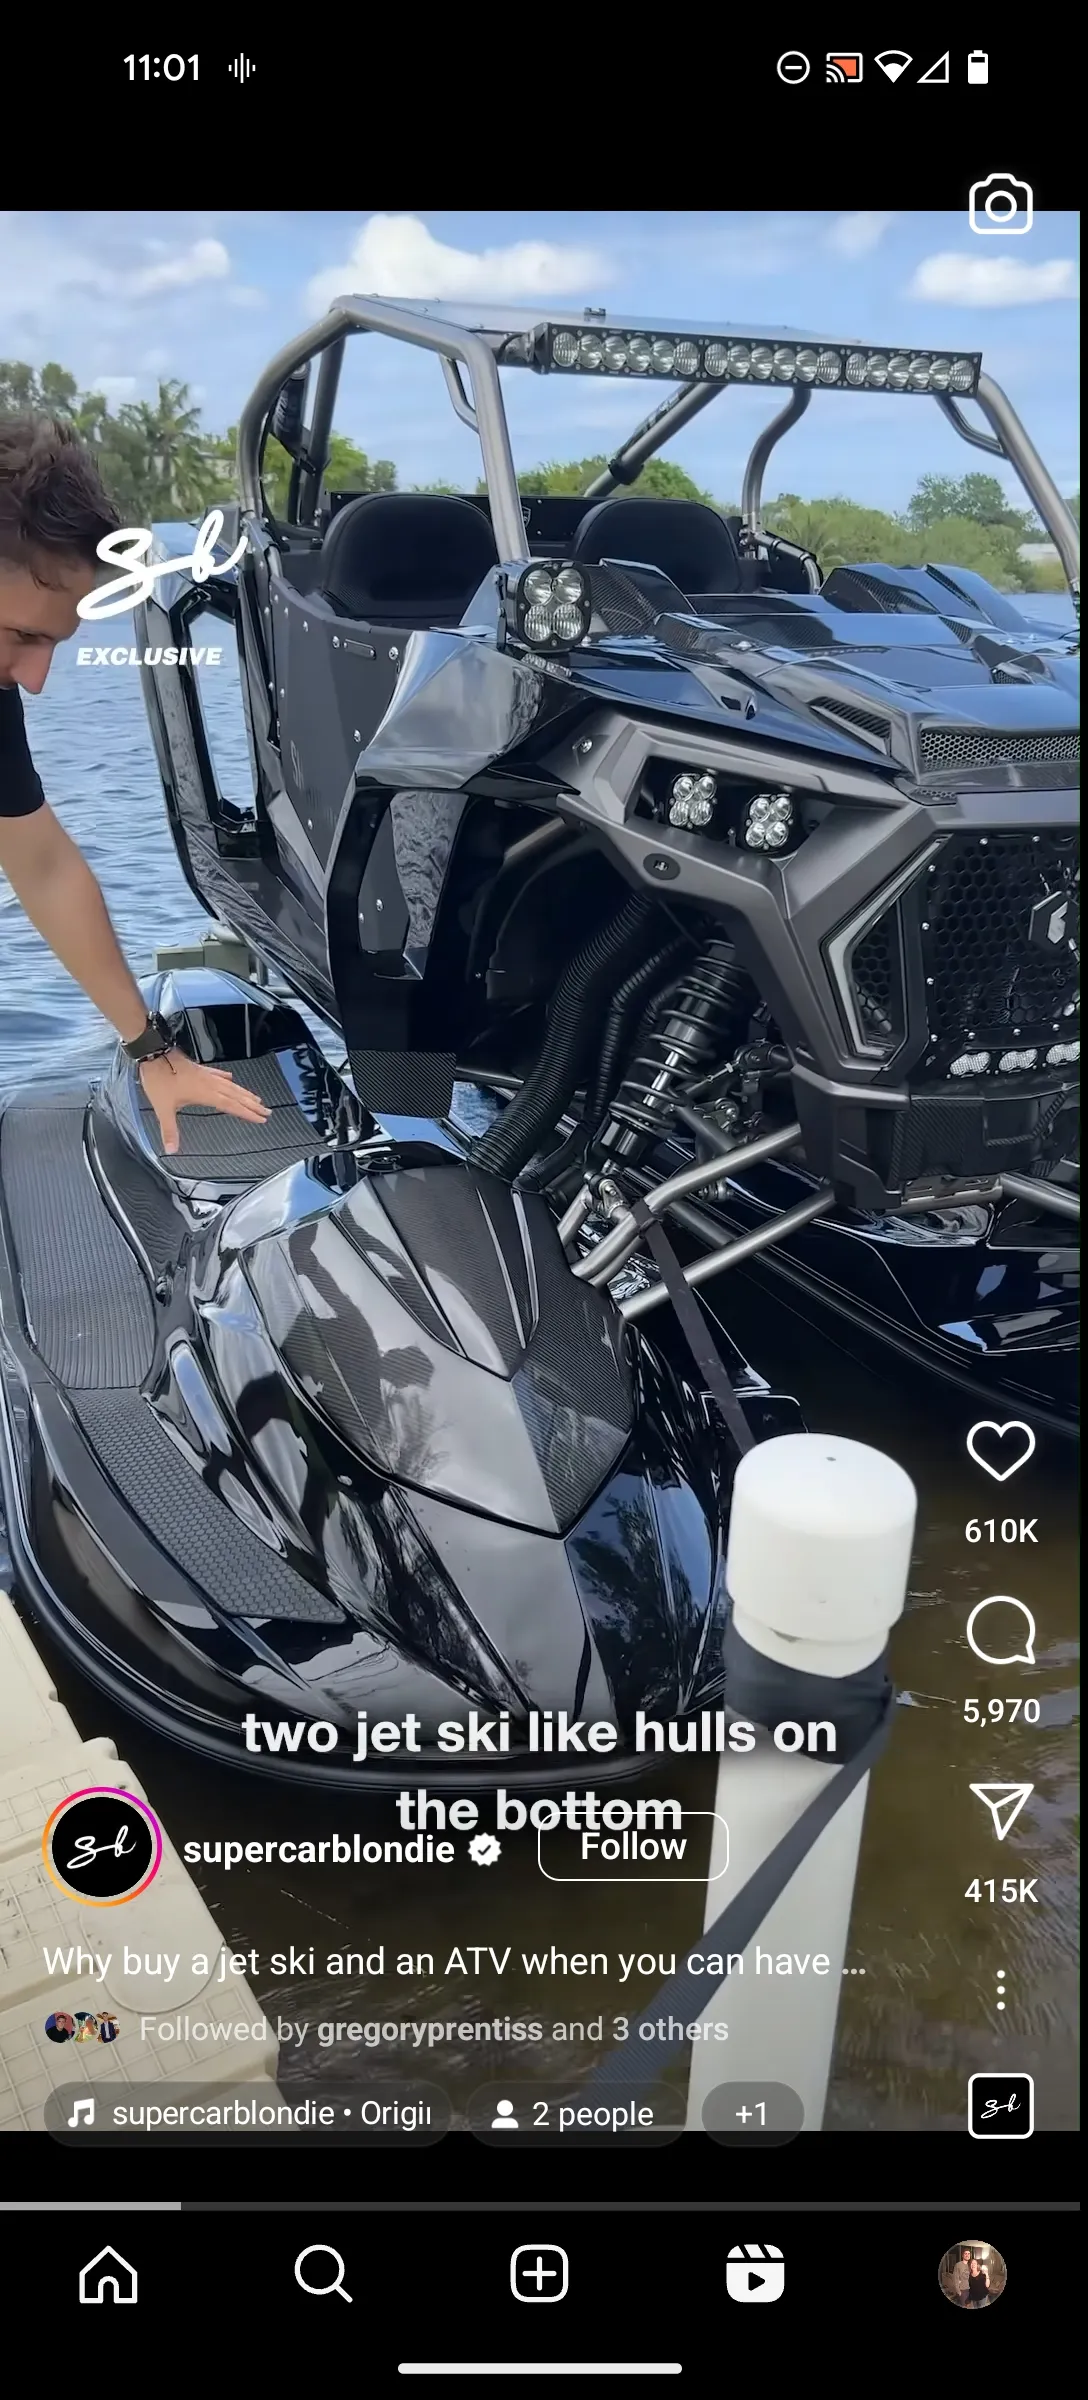 11:01
sb
EXCLUSIVE
610K
5,970
two jet ski like hulls on
the bottom
supercarblondie
Follow
415K
Why buy a jet ski and an ATV when you can have ...
Followed by gregoryprentiss and 3 others
supercarblondie • Origi
2 people
+1